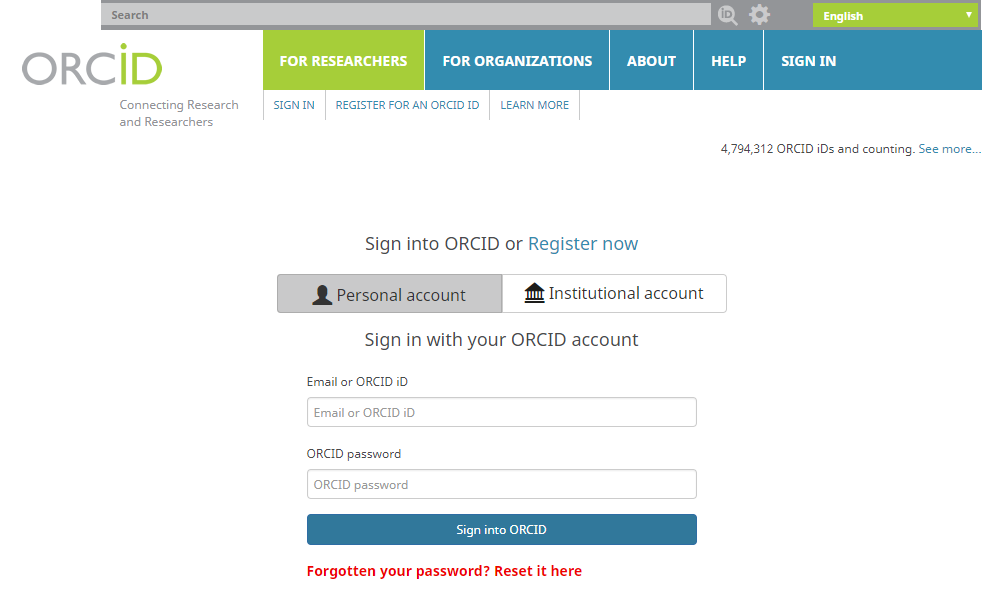 Search
iD
English
ORCiD
Connecting Research
and Researchers
FOR RESEARCHERS
FOR ORGANIZATIONS
ABOUT
HELP
SIGN IN
SIGN IN
REGISTER FOR AN ORCID ID
LEARN MORE
4,794,312 ORCID iDs and counting. See more...
Sign into ORCID or Register now
Personal account
Institutional account
Sign in with your ORCID account
Email or ORCID iD
Email or ORCID iD
ORCID password
ORCID password
Sign into ORCID
Forgotten your password? Reset it here